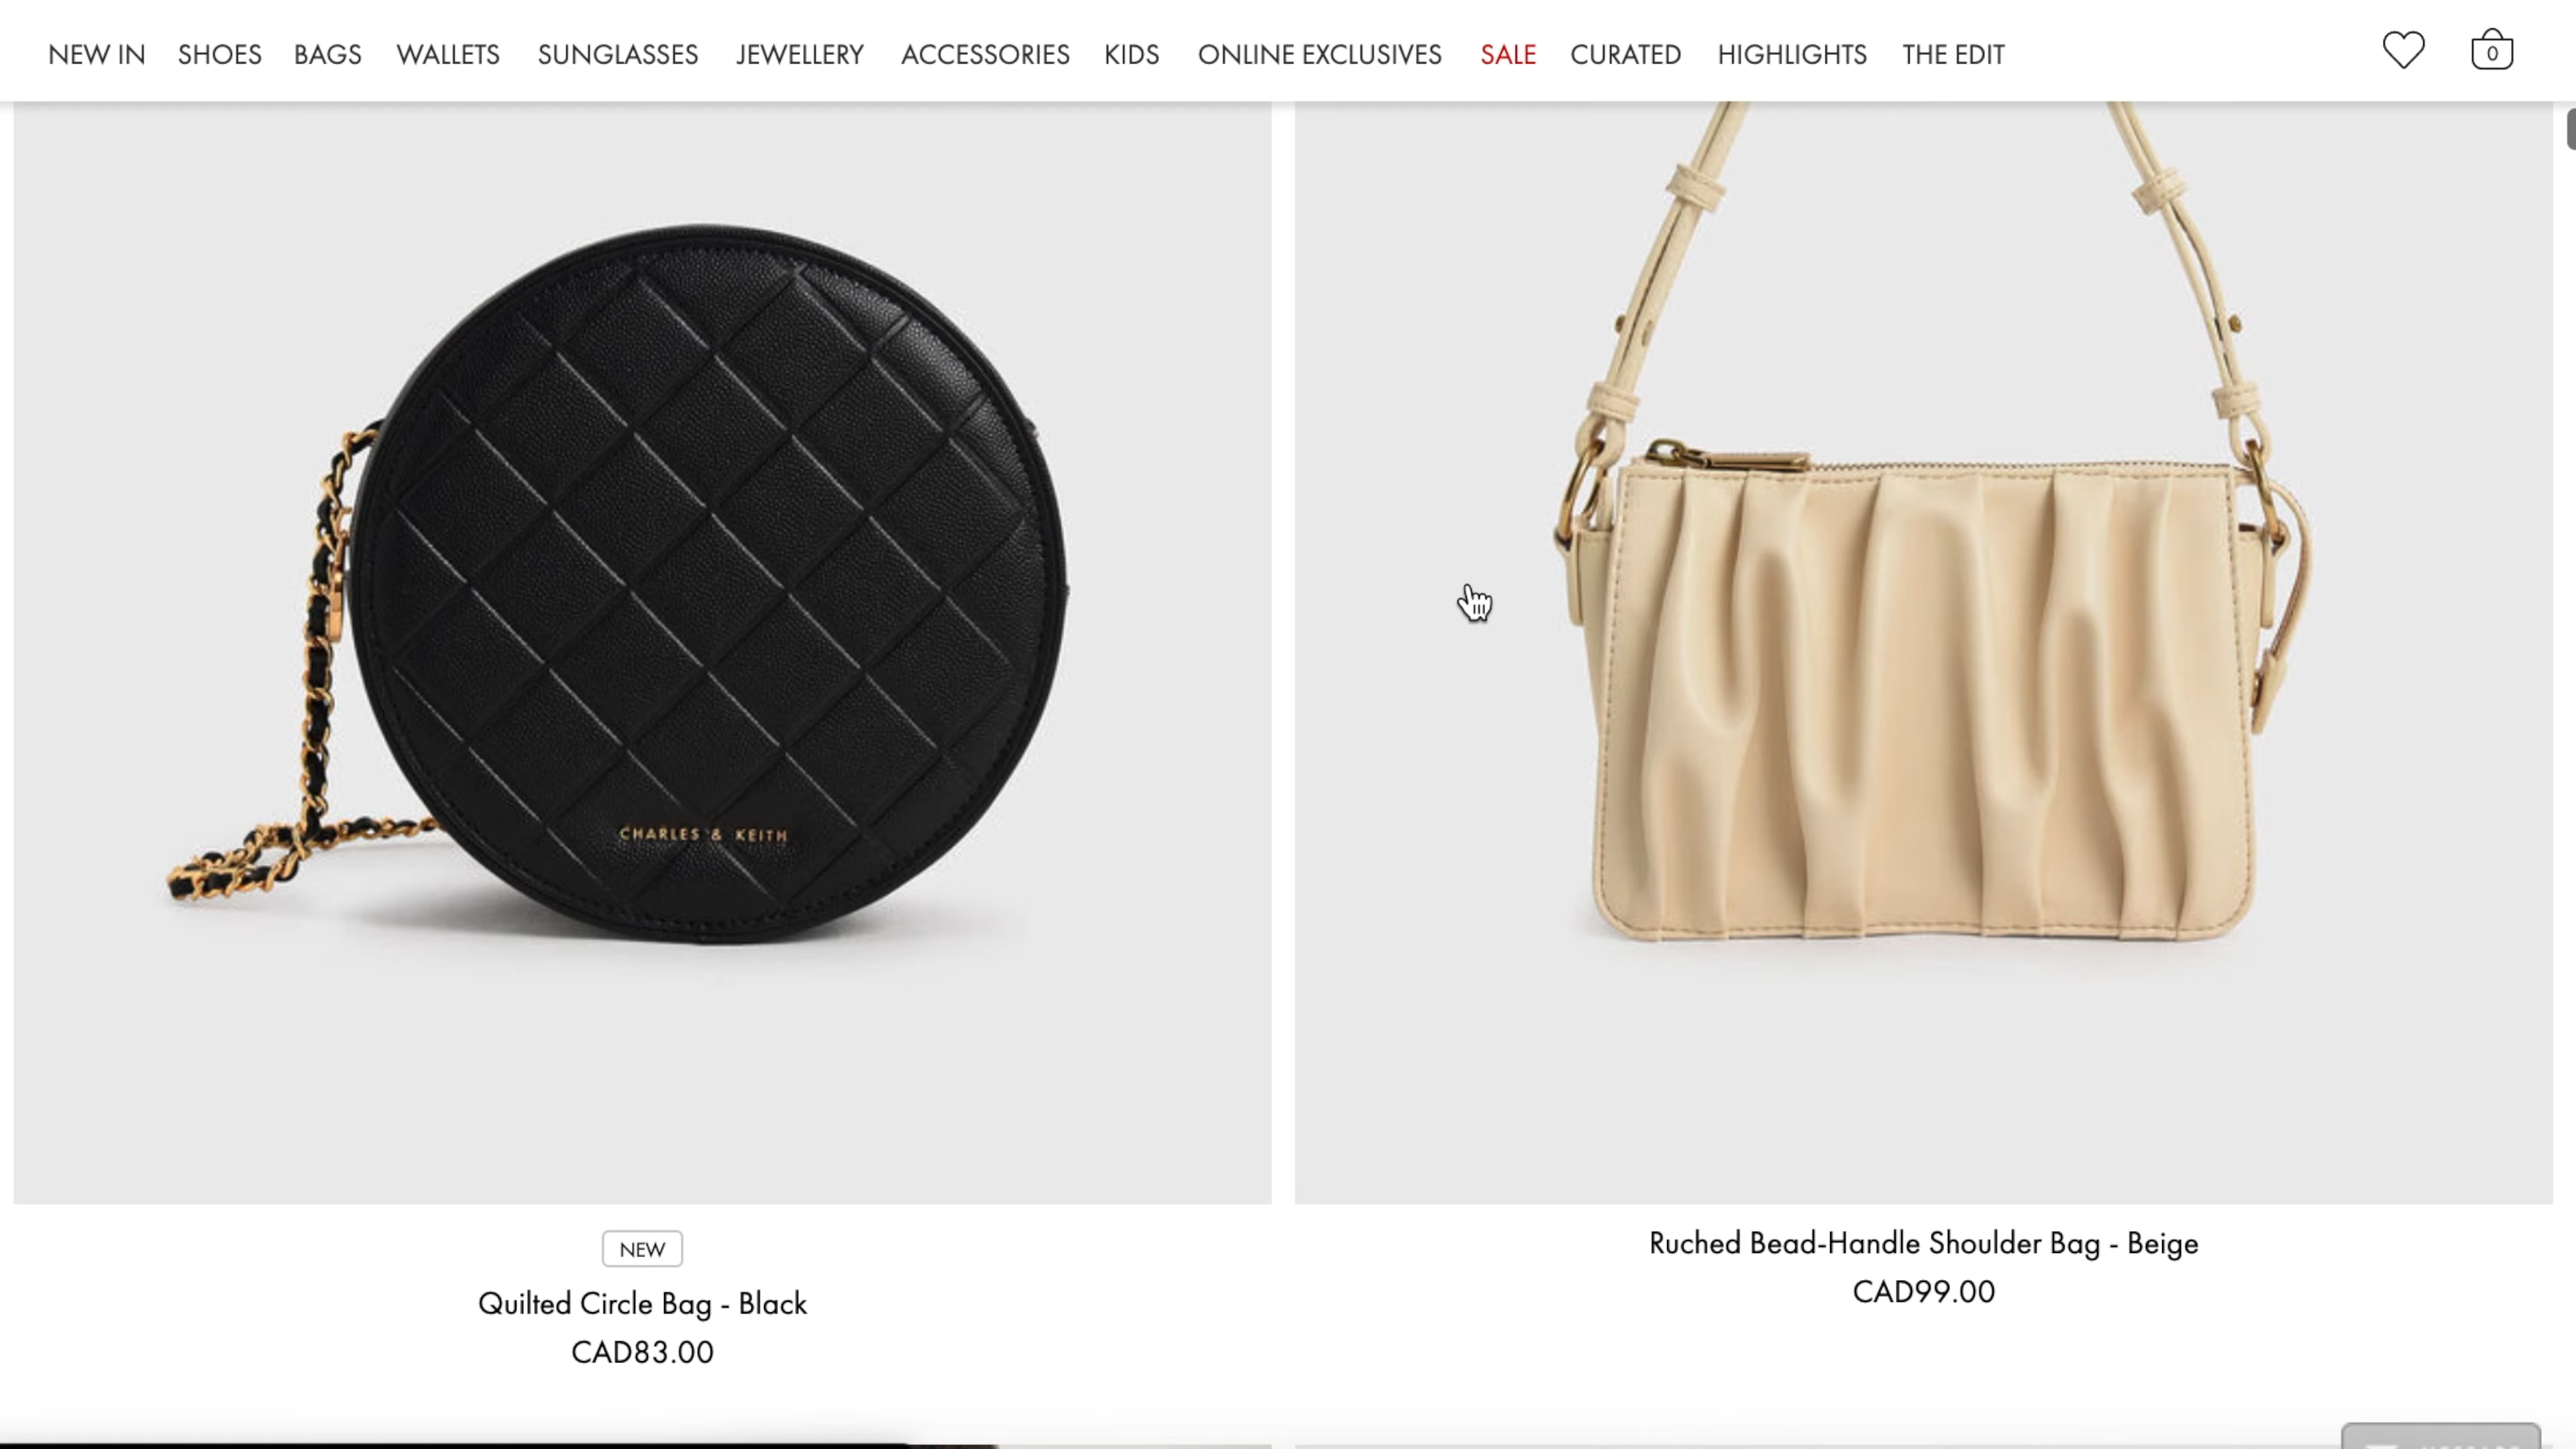 NEW IN SHOES BAGS WALLETS SUNGLASSES JEWELLERY ACCESSORIES KIDS ONLINE EXCLUSIVES SALE CURATED HIGHLIGHTS THE EDIT
0
CHARLES & KEITH
NEW
Quilted Circle Bag - Black
CAD83.00
Ruched Bead-Handle Shoulder Bag - Beige
CAD99.00